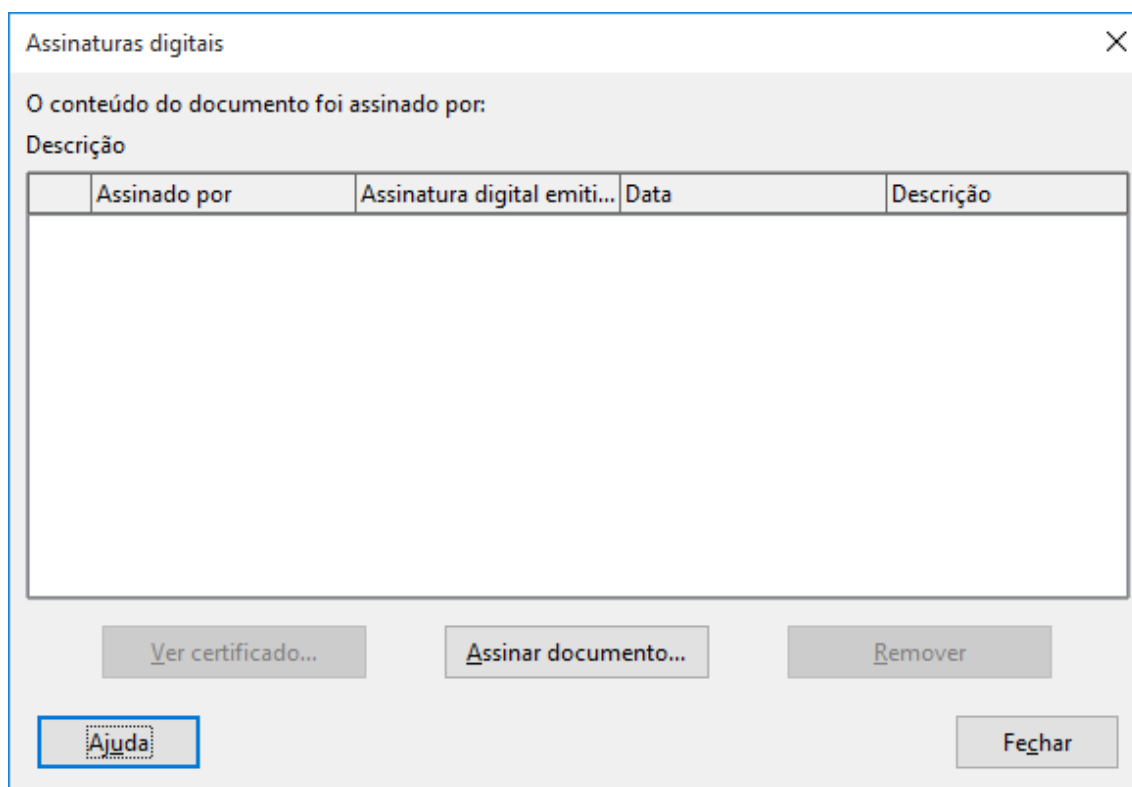 Assinaturas digitais
O conteúdo do documento foi assinado por:
Descrição
Assinado por Assinatura digital emiti... Data Descrição
Ver certificado... Assinar documento... Remover
Ajuda Fechar